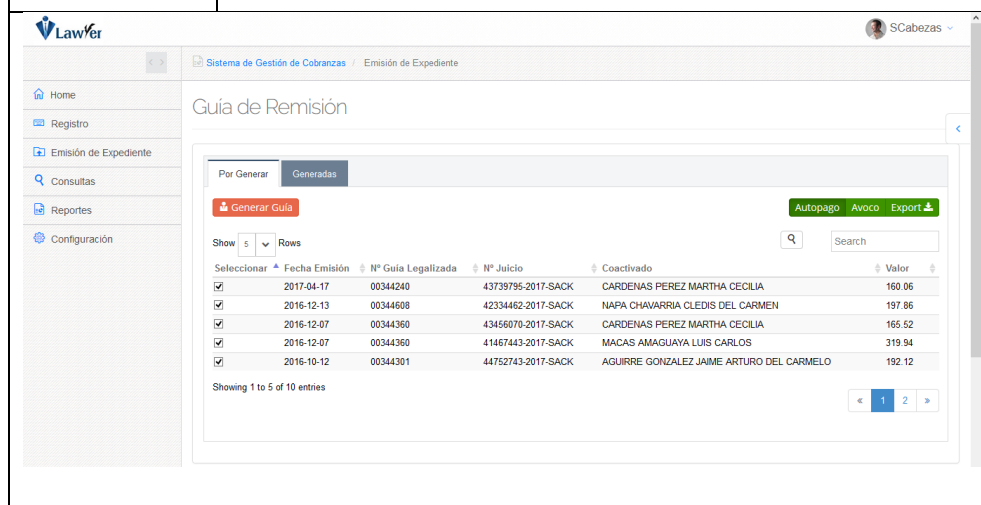 Lawyer
SCabezas
Sistema de Gestión de Cobranzas / Emisión de Expediente
Home
Registro
Emisión de Expediente
Consultas
Reportes
Configuración
Guía de Remisión
Por Generar Generadas
Generar Guía
Autopago Avoco Export
Show 5 Rows
Search
Seleccionar Fecha Emisión Nº Guía Legalizada Nº Juicio Coactivado Valor
2017-04-17 00344240 43739795-2017-SACK CARDENAS PEREZ MARTHA CECILIA 160.06
2016-12-13 00344608 42334462-2017-SACK NAPA CHAVARRIA CLEDIS DEL CARMEN 197.86
2016-12-07 00344360 43456070-2017-SACK CARDENAS PEREZ MARTHA CECILIA 165.52
2016-12-07 00344360 41467443-2017-SACK MACAS AMAGUAYA LUIS CARLOS 319.94
2016-10-12 00344301 44752743-2017-SACK AGUIRRE GONZALEZ JAIME ARTURO DEL CARMELO 192.12
Showing 1 to 5 of 10 entries
« 1 2 »